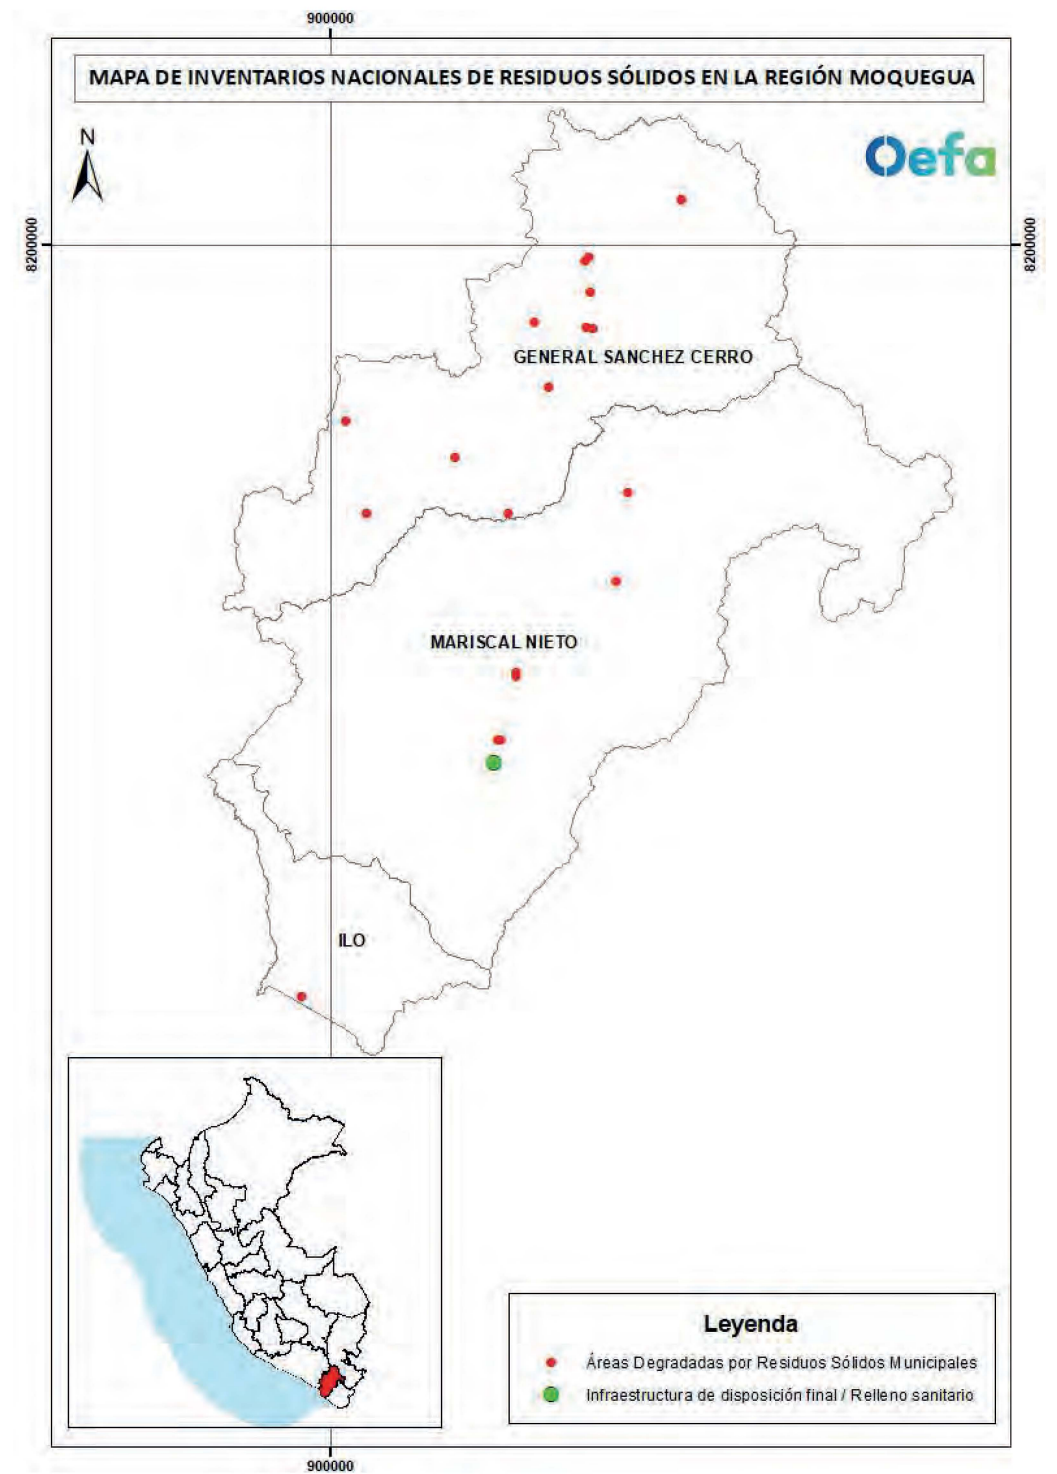 900000
MAPA DE INVENTARIOS NACIONALES DE RESIDUOS SÓLIDOS EN LA REGIÓN MOQUEGUA
N
Oefa
8200000
8200000
GENERAL SANCHEZ CERRO
MARISCAL NIETO
ILO
Leyenda
Áreas Degradadas por Residuos Sólidos Municipales
Infraestructura de disposición final / Relleno sanitario
900000